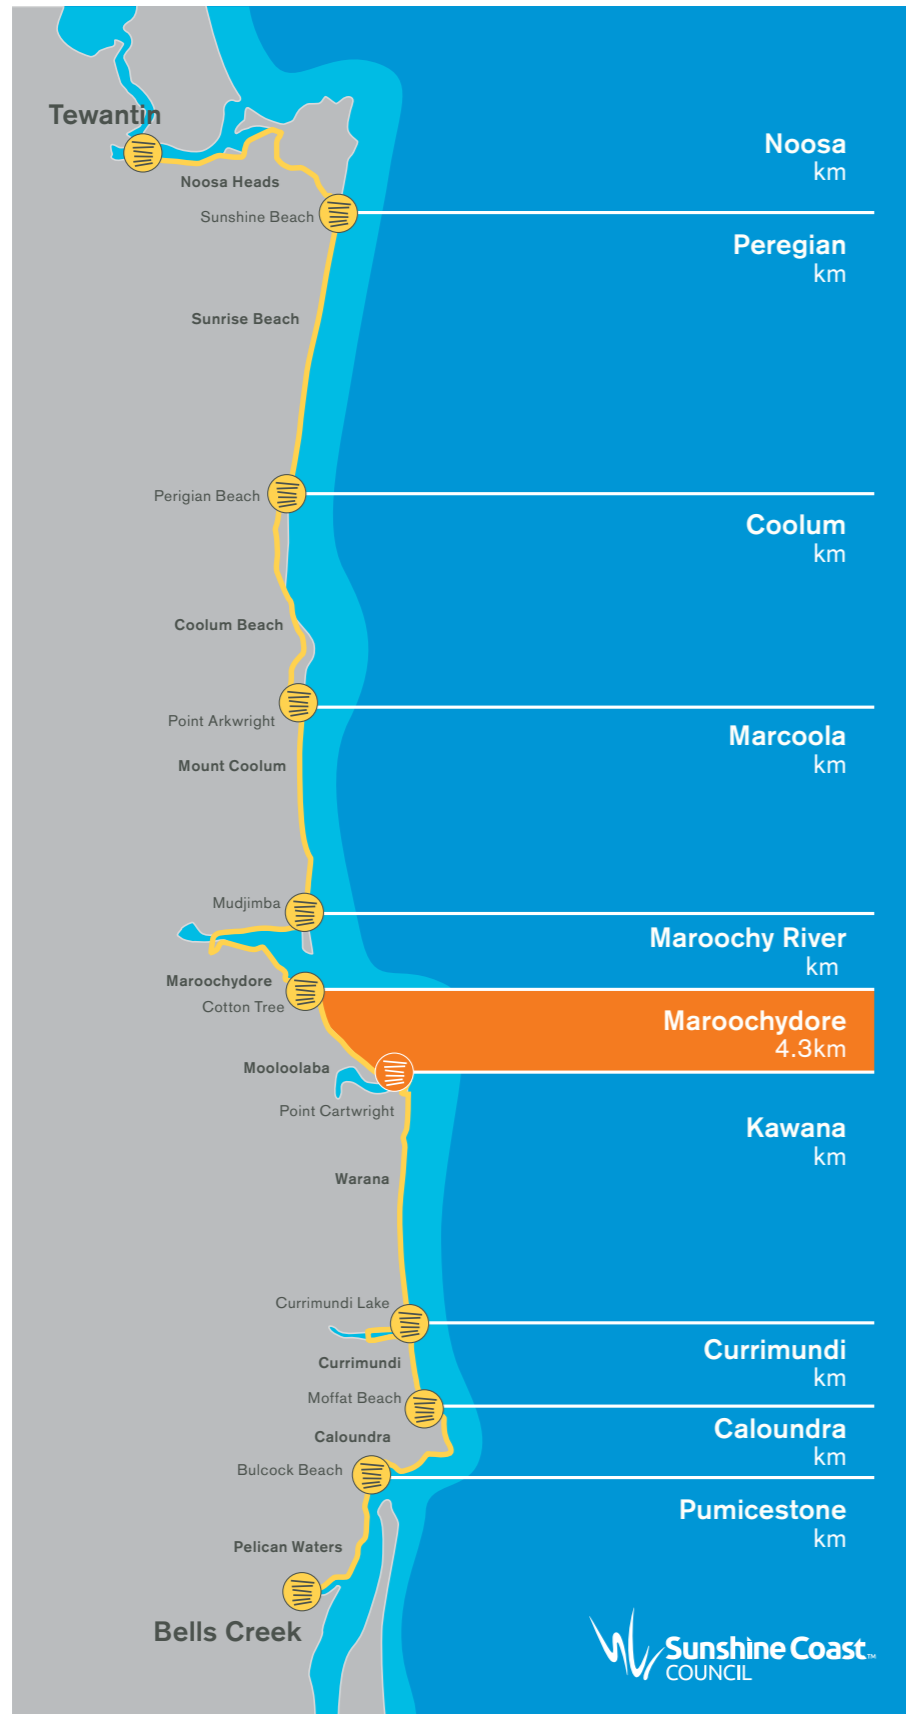 Tewantin
Noosa
km
Noosa Heads
Sunshine Beach
Peregian
km
Sunrise Beach
Perigian Beach
Coolum
km
Coolum Beach
Point Arkwright
Marcoola
km
Mount Coolum
Mudjimba
Maroochy River
km
Maroochydore
Cotton Tree
Maroochydore
4.3km
Mooloolaba
Point Cartwright
Kawana
km
Warana
Currimundi Lake
Currimundi
km
Currimundi
Moffat Beach
Caloundra
km
Caloundra
Bulcock Beach
Pumicestone
km
Pelican Waters
Bells Creek
Sunshine Coast™
COUNCIL